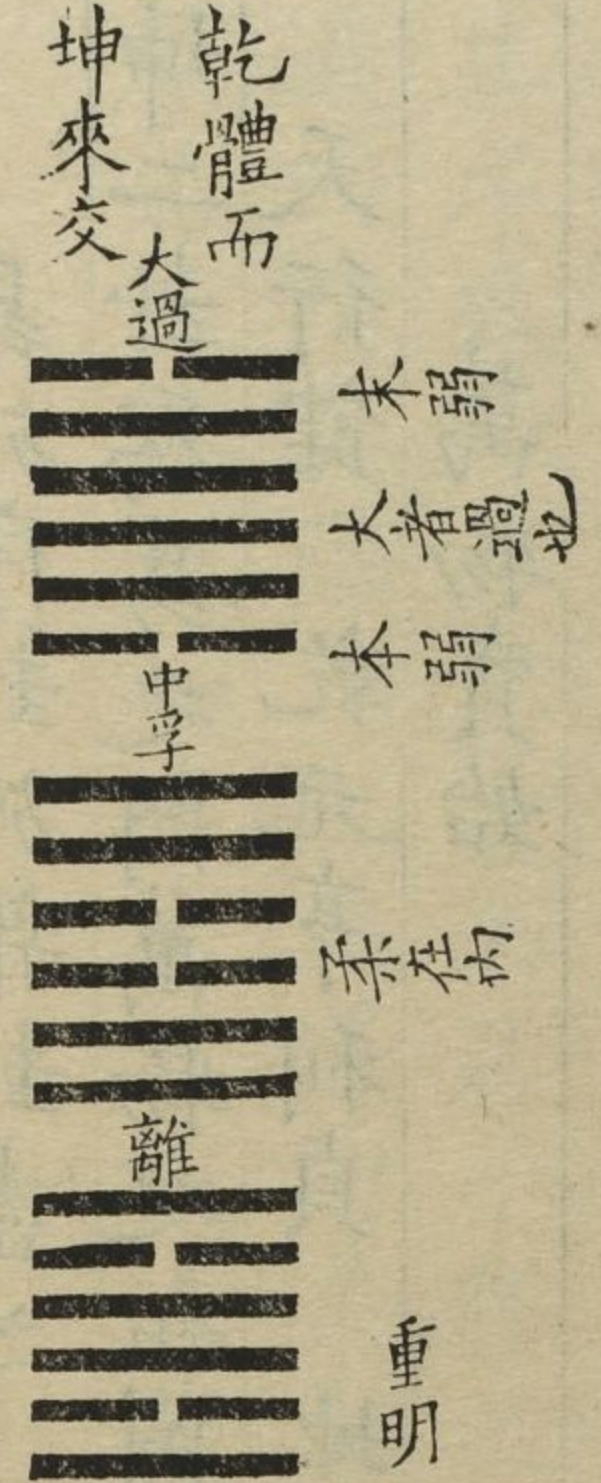 乾體而
坤來交
大過
末弱
大者過也
本弱
中孚
柔在內
離
重明